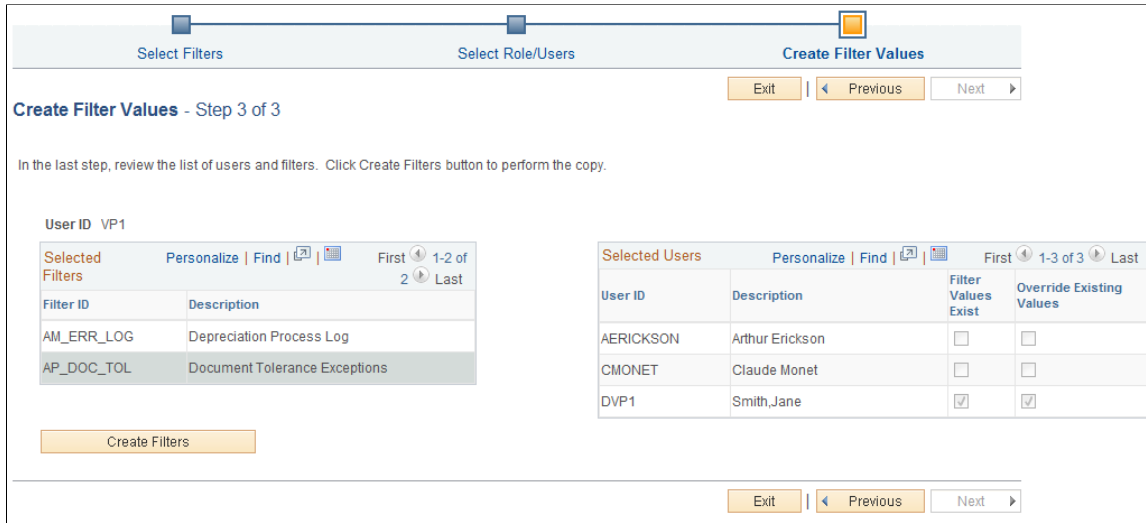 Select Filters Select Role/Users Create Filter Values
Exit | Previous Next
Create Filter Values - Step 3 of 3
In the last step, review the list of users and filters. Click Create Filters button to perform the copy.
User ID VP1
Selected Filters Personalize | Find | | First 1-2 of 2 Last
Filter ID Description
AM_ERR_LOG Depreciation Process Log
AP_DOC_TOL Document Tolerance Exceptions
Selected Users Personalize | Find | | First 1-3 of 3 Last
User ID Description Filter Values Exist Override Existing Values
AERICKSON Arthur Erickson
CMONET Claude Monet
DVP1 Smith,Jane
Create Filters
Exit | Previous Next